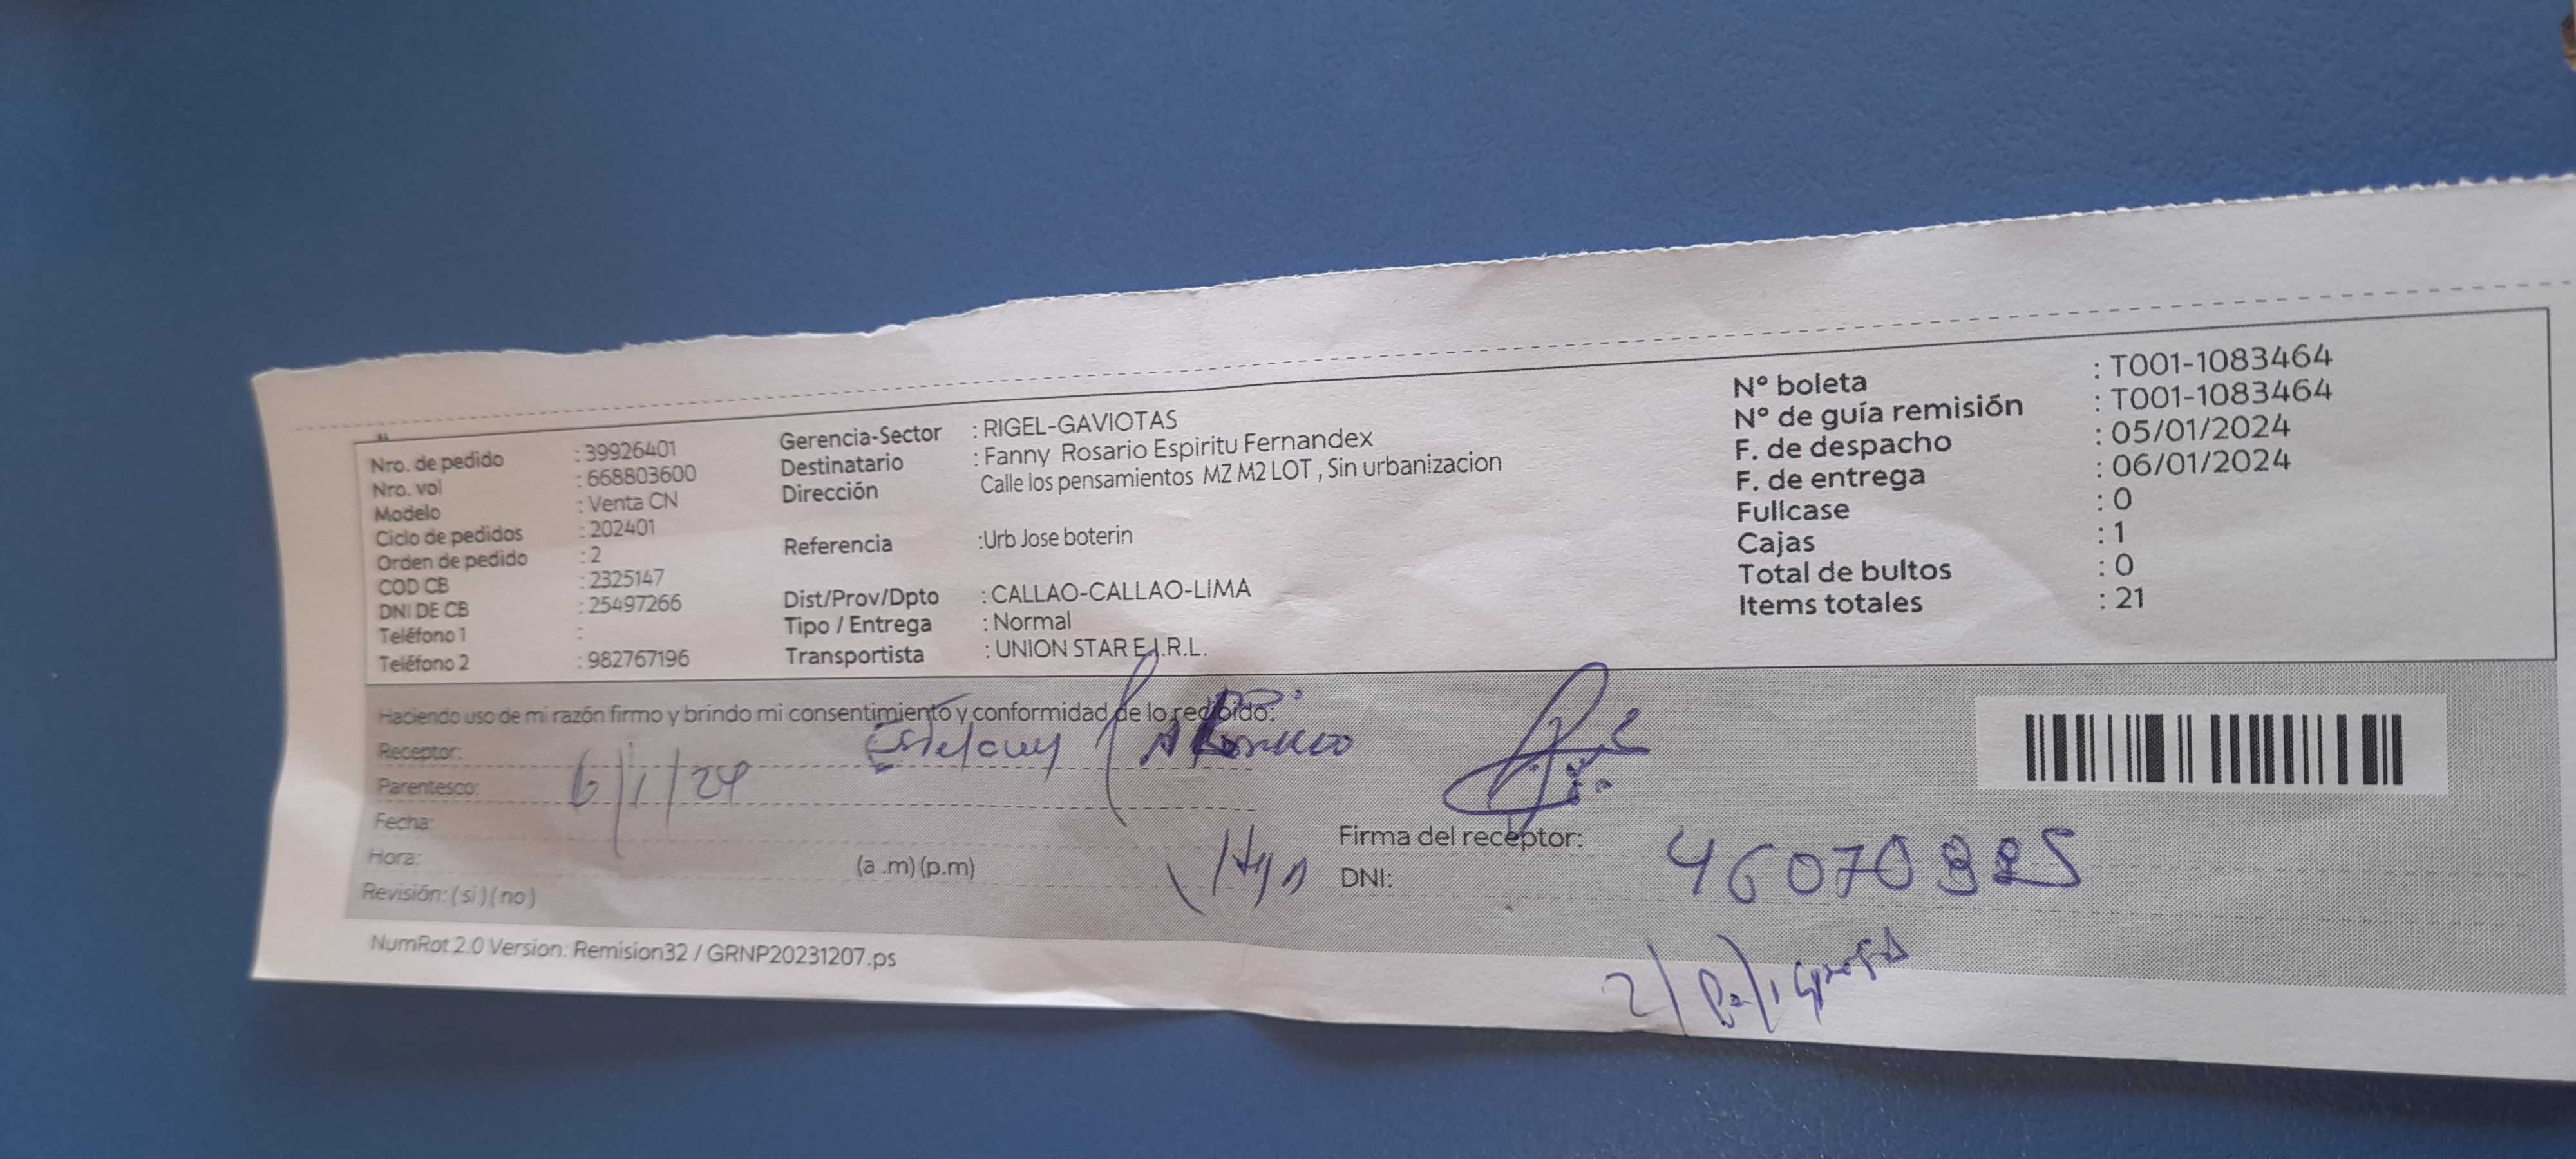 Nro. de pedido : 39926401
Nro. vol : 668803600
Modelo : Venta CN
Ciclo de pedidos : 202401
Orden de pedido : 2
COD CB : 2325147
DNI DE CB : 25497266
Teléfono 1 :
Teléfono 2 : 982767196
Gerencia-Sector : RIGEL-GAVIOTAS
Destinatario : Fanny Rosario Espiritu Fernandex
Dirección Calle los pensamientos MZ M2 LOT , Sin urbanizacion
Referencia :Urb Jose boterin
Dist/Prov/Dpto : CALLAO-CALLAO-LIMA
Tipo / Entrega : Normal
Transportista : UNION STAR E.I.R.L.
Nº boleta : T001-1083464
Nº de guía remisión : T001-1083464
F. de despacho : 05/01/2024
F. de entrega : 06/01/2024
Fullcase : 0
Cajas : 1
Total de bultos : 0
Items totales : 21
Haciendo uso de mi razón firmo y brindo mi consentimiento y conformidad de lo recibido:
Receptor:
Parentesco: 6/1/24
Fecha:
Hora: (a .m) (p.m)
Revisión: (si) (no)
Firma del receptor:
DNI:
NumRot 2.0 Version: Remision32 / GRNP20231207.ps